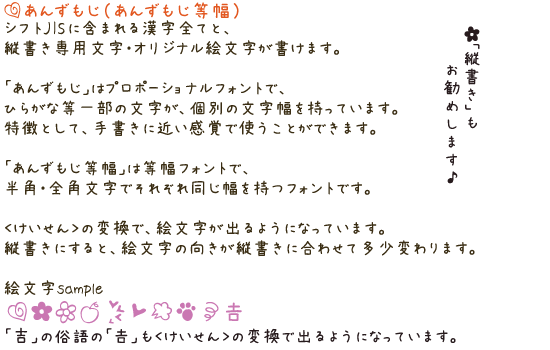 あんずもじ(あんずもじ等幅)
シフトJISに含まれる漢字全てと、
縦書き専用文字・オリジナル絵文字が書けます。
「あんずもじ」はプロポーショナルフォントで、
ひらがな等一部の文字が、個別の文字幅を持っています。
特徴として、手書きに近い感覚で使うことができます。
「あんずもじ等幅」は等幅フォントで、
半角・全角文字でそれぞれ同じ幅を持つフォントです。
<けいせん>の変換で、絵文字が出るようになっています。
縦書きにすると、絵文字の向きが縦書きに合わせて多少変わります。
「縦書き」も
お勧めします♪
絵文字sample
𠮷
「吉」の俗語の「𠮷」も<けいせん>の変換で出るようになっています。